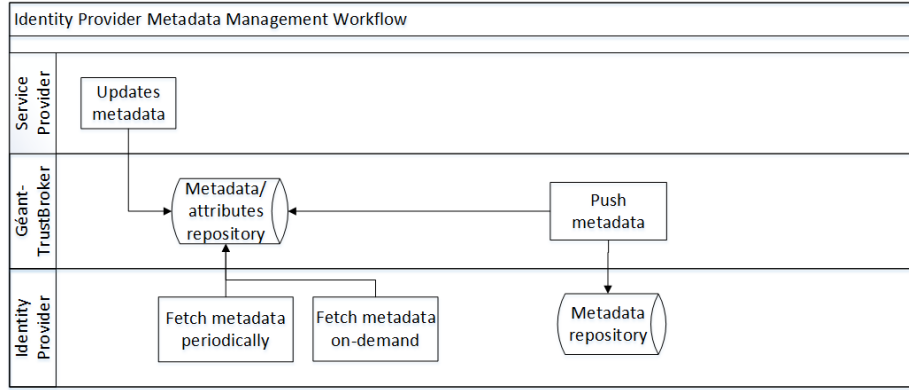 Identity Provider Metadata Management Workflow
Service
Provider
Updates
metadata
Géant-
TrustBroker
Metadata/
attributes
repository
Push
metadata
Identity
Provider
Fetch metadata
periodically
Fetch metadata
on-demand
Metadata
repository